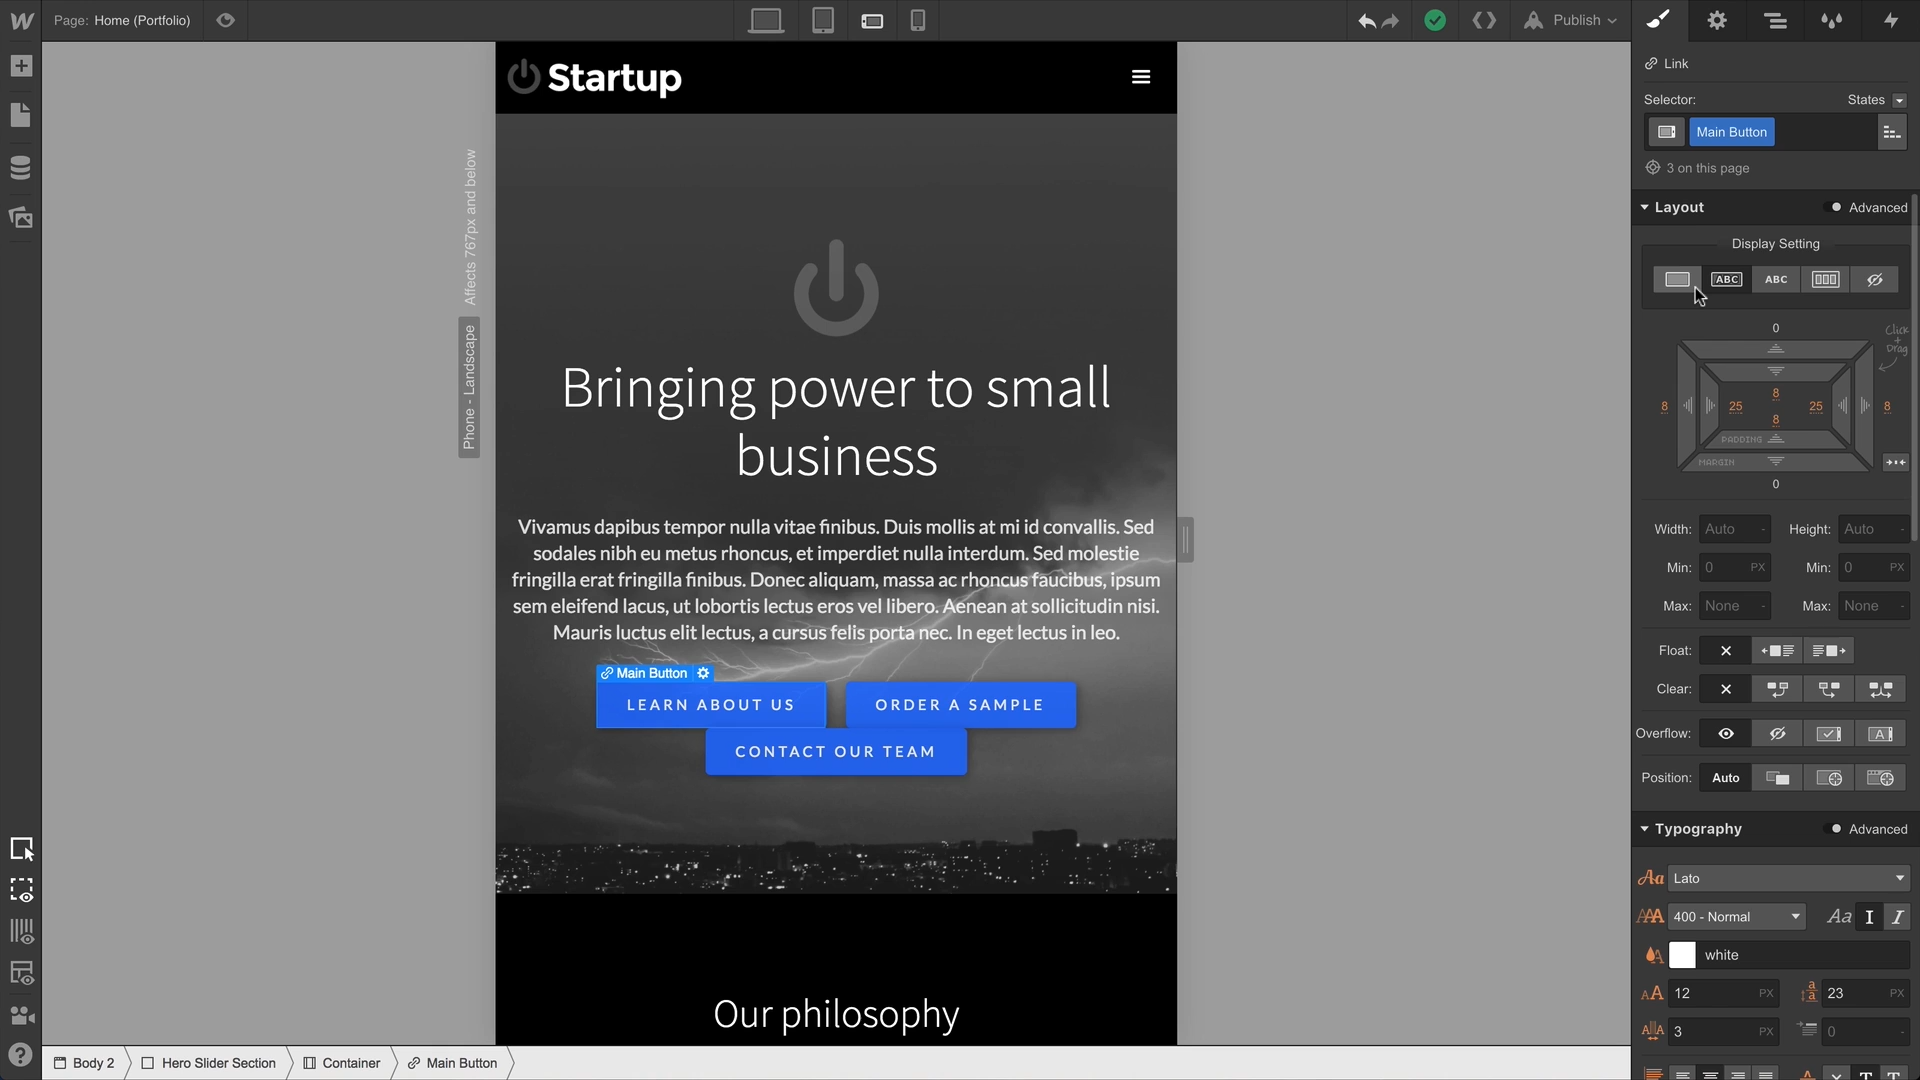 Page: Home (Portfolio)
Publish
Link
Selector:
States
Main Button
3 on this page
Layout
Advanced
Display Setting
ABC
ABC
Startup
Affects 767px and below
Phone - Landscape
Bringing power to small
business
Vivamus dapibus tempor nulla vitae finibus. Duis mollis at mi id convallis. Sed
sodales nibh eu metus rhoncus, et imperdiet nulla interdum. Sed molestie
fringilla erat fringilla finibus. Donec aliquam, massa ac rhoncus faucibus, ipsum
sem eleifend lacus, ut lobortis lectus eros vel libero. Aenean at sollicitudin nisi.
Mauris luctus elit lectus, a cursus felis porta nec. In eget lectus in leo.
Main Button
LEARN ABOUT US
ORDER A SAMPLE
CONTACT OUR TEAM
Our philosophy
0
Click
+
Drag
8
8 25 25 8
8
PADDING
MARGIN
0
Width: Auto - Height: Auto -
Min: 0 PX Min: 0 PX
Max: None - Max: None -
Float:
Clear:
Overflow:
Position: Auto
Typography
Advanced
Lato
400 - Normal
white
12 PX 23 PX
3 PX 0 -
Body 2
Hero Slider Section
Container
Main Button